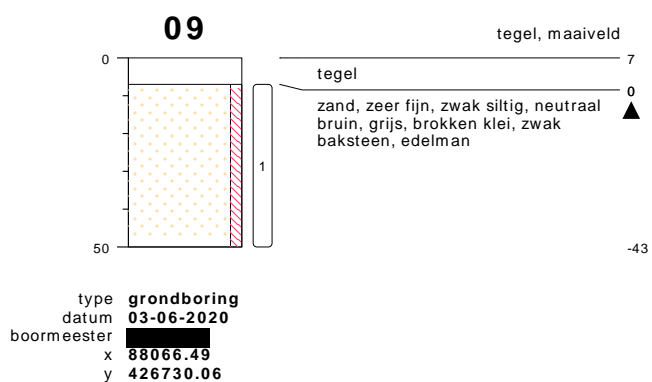 09
tegel, maaiveld
0
7
tegel
0
zand, zeer fijn, zwak siltig, neutraal
bruin, grijs, brokken klei, zwak
baksteen, edelman
1
50
-43
type grondboring
datum 03-06-2020
boormeester
x 88066.49
y 426730.06